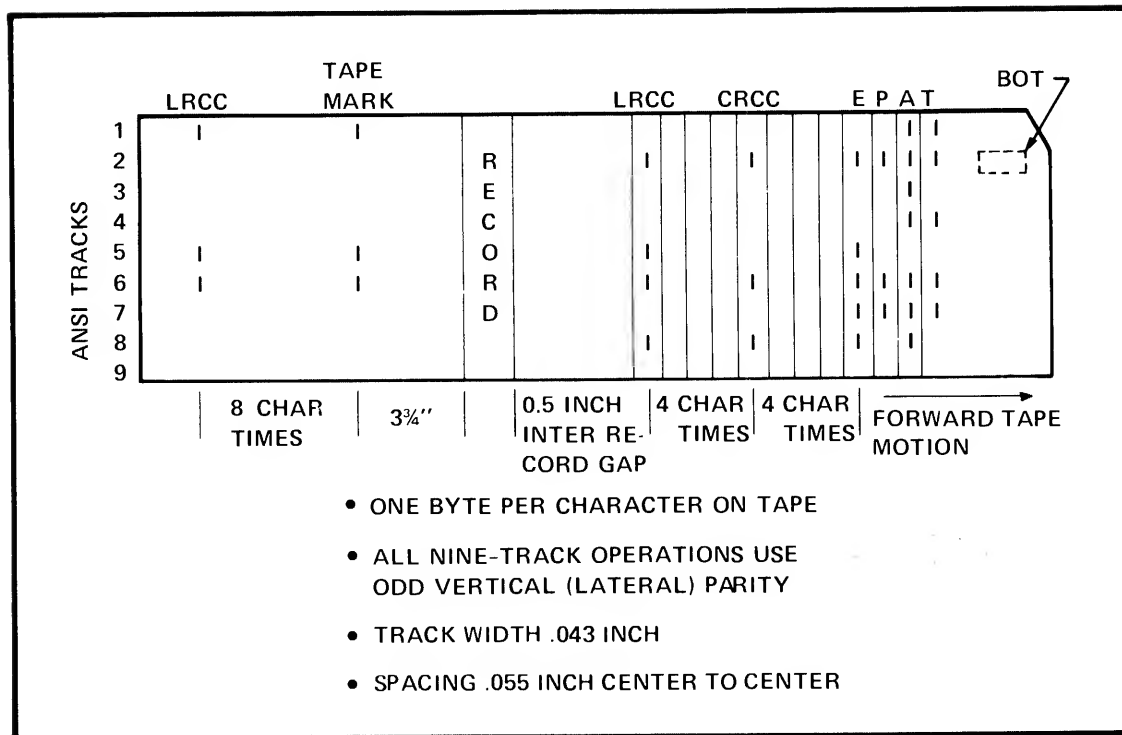 TAPE
BOT
LRCC MARK LRCC CRCC E P A T
ANSI TRACKS
1
2
3
4
5
6
7
8
9
R
E
C
O
R
D
8 CHAR 3¾'' 0.5 INCH 4 CHAR 4 CHAR FORWARD TAPE
TIMES INTER RE- TIMES TIMES MOTION
CORD GAP
• ONE BYTE PER CHARACTER ON TAPE
• ALL NINE-TRACK OPERATIONS USE
ODD VERTICAL (LATERAL) PARITY
• TRACK WIDTH .043 INCH
• SPACING .055 INCH CENTER TO CENTER